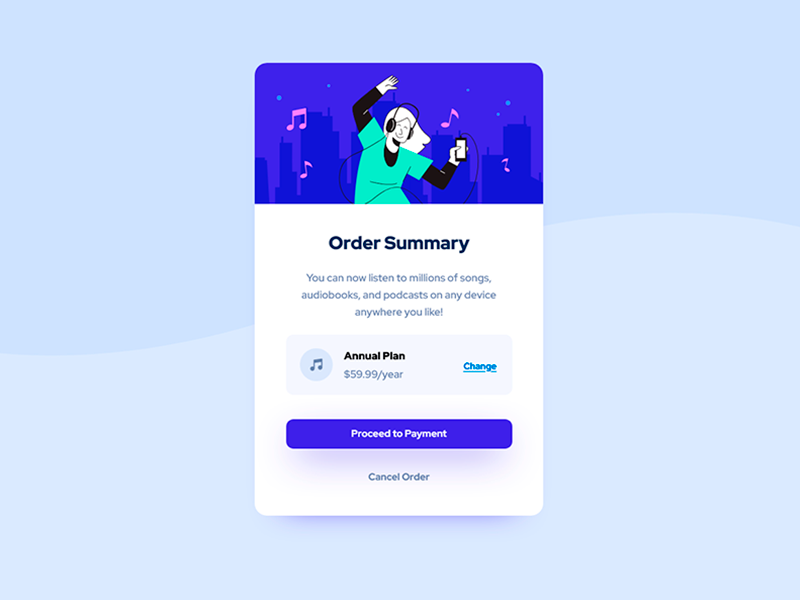 Order Summary
You can now listen to millions of songs,
audiobooks, and podcasts on any device
anywhere you like!
Annual Plan
$59.99/year
Change
Proceed to Payment
Cancel Order